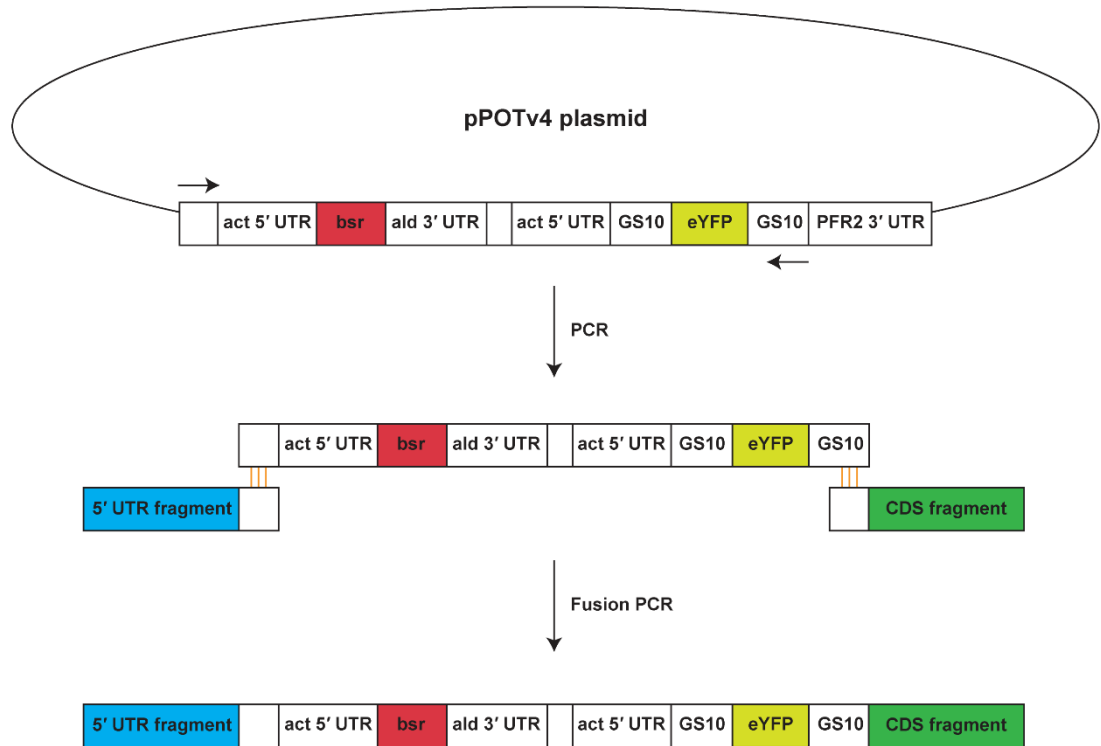 pPOTv4 plasmid
act 5′ UTR bsr ald 3′ UTR act 5′ UTR GS10 eYFP GS10 PFR2 3′ UTR
PCR
act 5′ UTR bsr ald 3′ UTR act 5′ UTR GS10 eYFP GS10
5′ UTR fragment CDS fragment
Fusion PCR
5′ UTR fragment act 5′ UTR bsr ald 3′ UTR act 5′ UTR GS10 eYFP GS10 CDS fragment